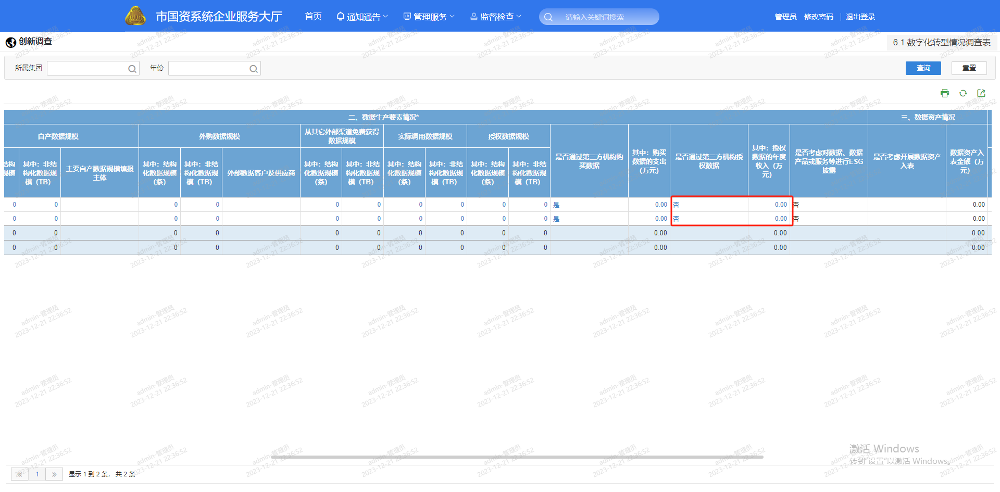 市国资系统企业服务大厅 首页 通知通告 管理服务 监督检查 请输入关键词搜索 管理员 修改密码 退出登录
创新调查 6.1 数字化转型情况调查表
所属集团 年份 查询 重置
二、数据生产要素情况* 三、数据资产情况
自产数据规模 外购数据规模 从其它外部渠道免费获得数据规模 实际调用数据规模 授权数据规模
结构 规模 其中：非结构化数据规模（TB） 主要自产数据规模填报主体 其中：结构化数据规模（条） 其中：非结构化数据规模（TB） 外部数据客户及供应商 其中：结构化数据规模（条） 其中：非结构化数据规模（TB） 其中：结构化数据规模（条） 其中：非结构化数据规模（TB） 其中：结构化数据规模（条） 其中：非结构化数据规模（TB） 是否通过第三方机构购买数据 其中：购买数据的支出（万元） 是否通过第三方机构授权数据 其中：授权数据的年度收入（万元） 是否考虑对数据、数据产品或服务等进行ESG披露 是否考虑开展数据资产入表 数据资产入表金额（万元）
0 0 0 0 0 0 0 0 0 0 是 0.00 否 0.00 否 0.00
0 0 0 0 0 0 0 0 0 0 是 0.00 否 0.00 否 0.00
0 0 0 0 0 0 0 0 0 0 0.00 0.00 0.00
0 0 0 0 0 0 0 0 0 0 0.00 0.00 0.00
admin-管理员
2023-12-21 22:36:52
激活 Windows
转到"设置"以激活 Windows。
« 1 » 显示 1 到 2 条， 共 2 条